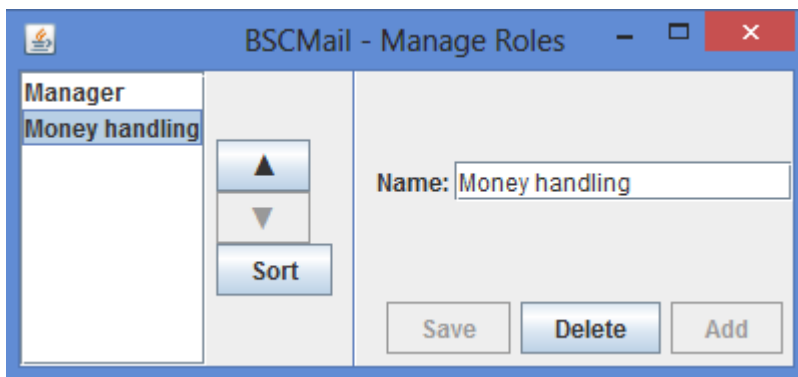 BSCMail - Manage Roles
Manager
Money handling
▲
▼
Sort
Name: Money handling
Save Delete Add